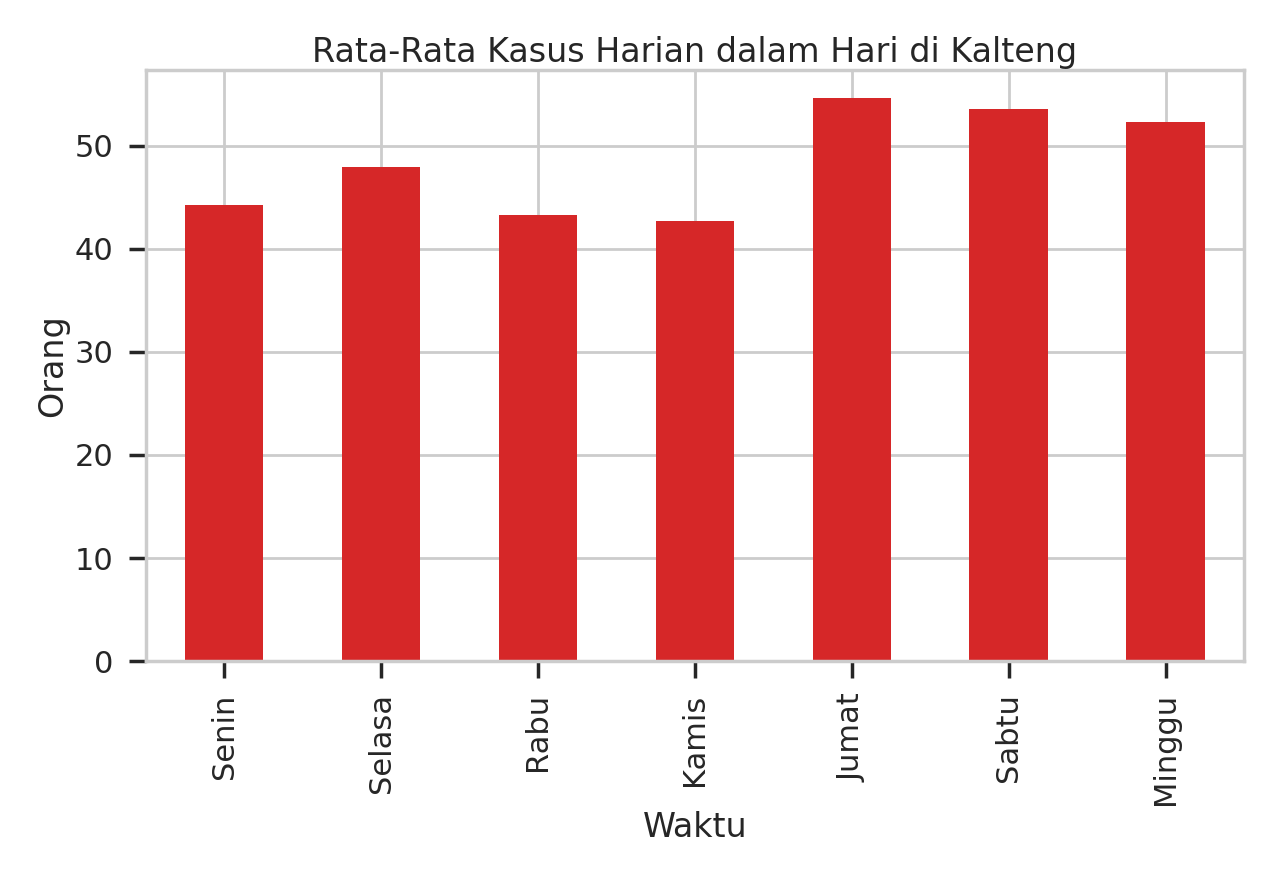 Rata-Rata Kasus Harian dalam Hari di Kalteng
Orang
50
40
30
20
10
0
Senin
Selasa
Rabu
Kamis
Jumat
Sabtu
Minggu
Waktu